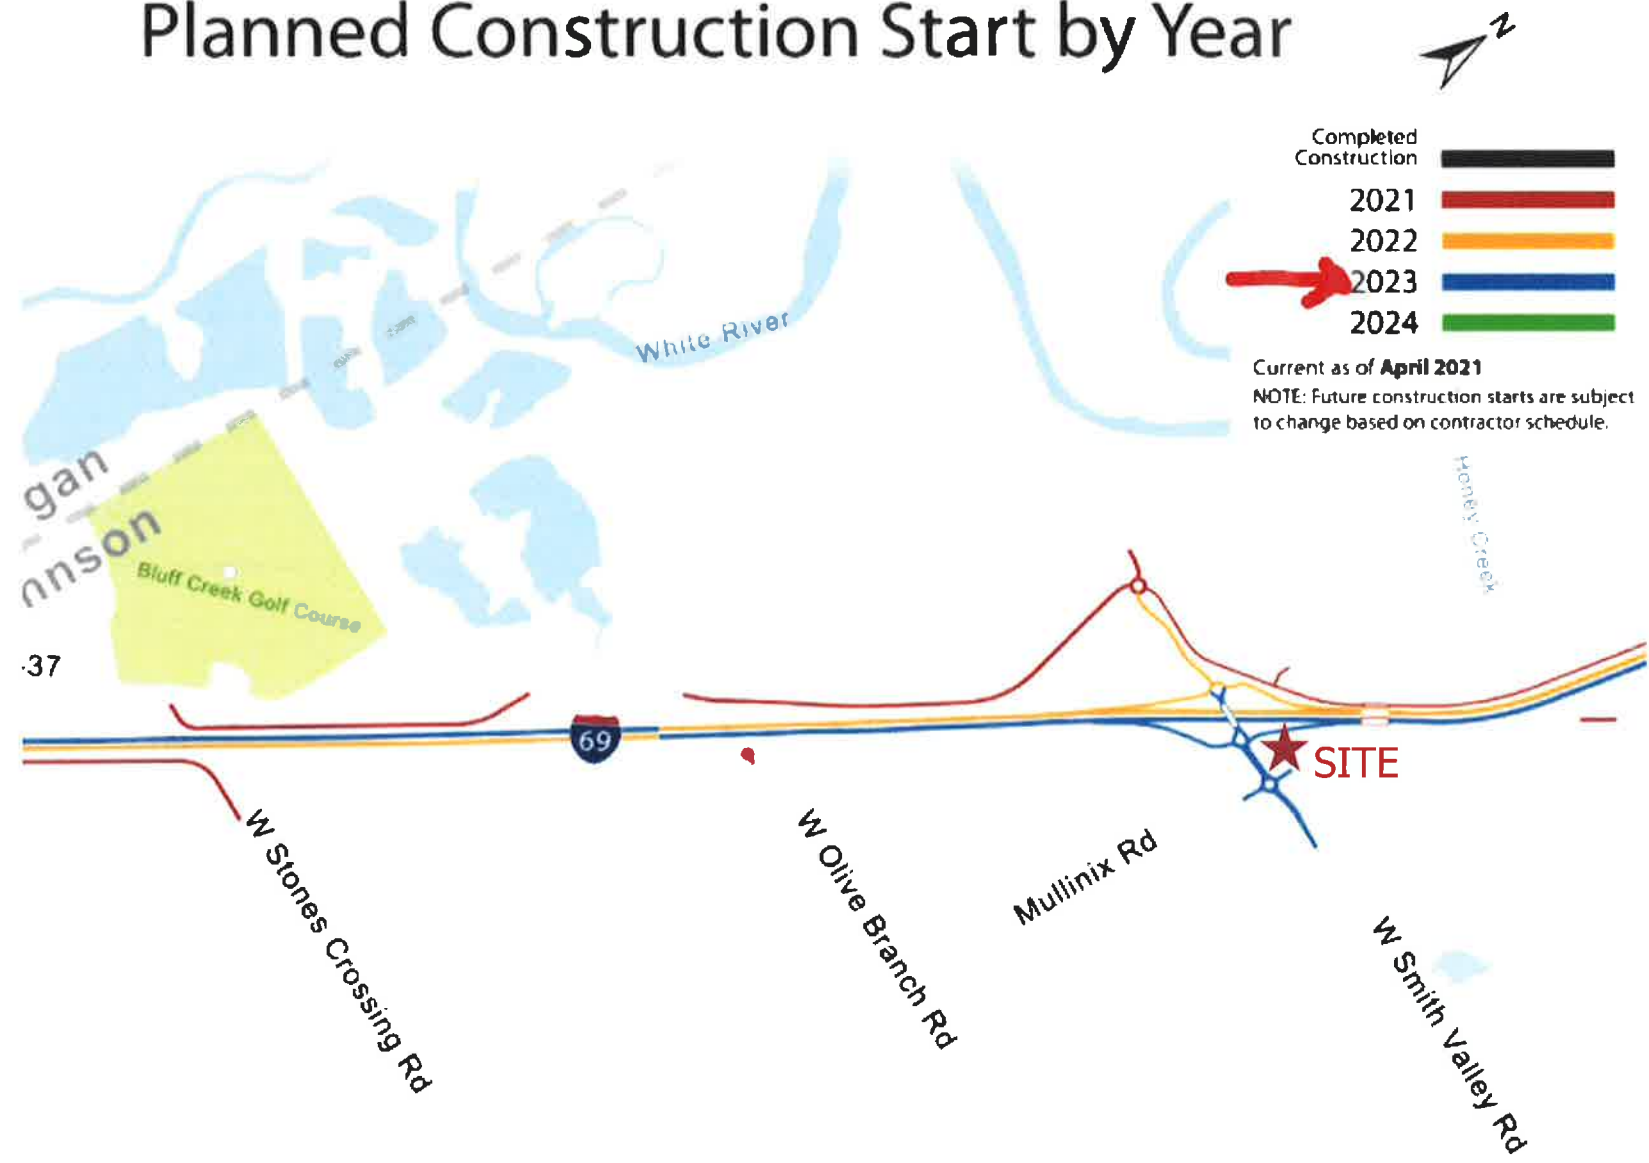 Planned Construction Start by Year
N
Completed
Construction
2021
2022
2023
2024
Current as of April 2021
NOTE: Future construction starts are subject
to change based on contractor schedule.
White River
Honey Creek
gan
nnson
Bluff Creek Golf Course
37
69
SITE
W Stones Crossing Rd
W Olive Branch Rd
Mullinix Rd
W Smith Valley Rd